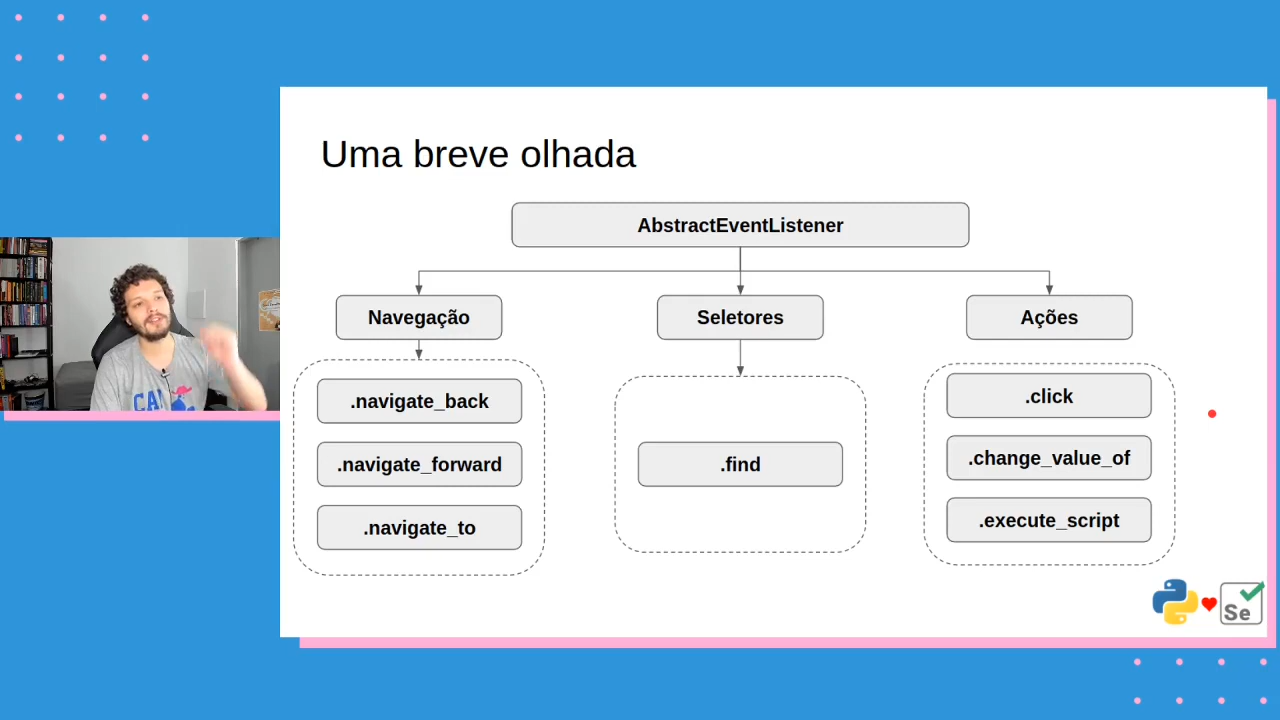 Uma breve olhada
AbstractEventListener
Navegação
Seletores
Ações
.navigate_back
.navigate_forward
.navigate_to
.find
.click
.change_value_of
.execute_script
Se